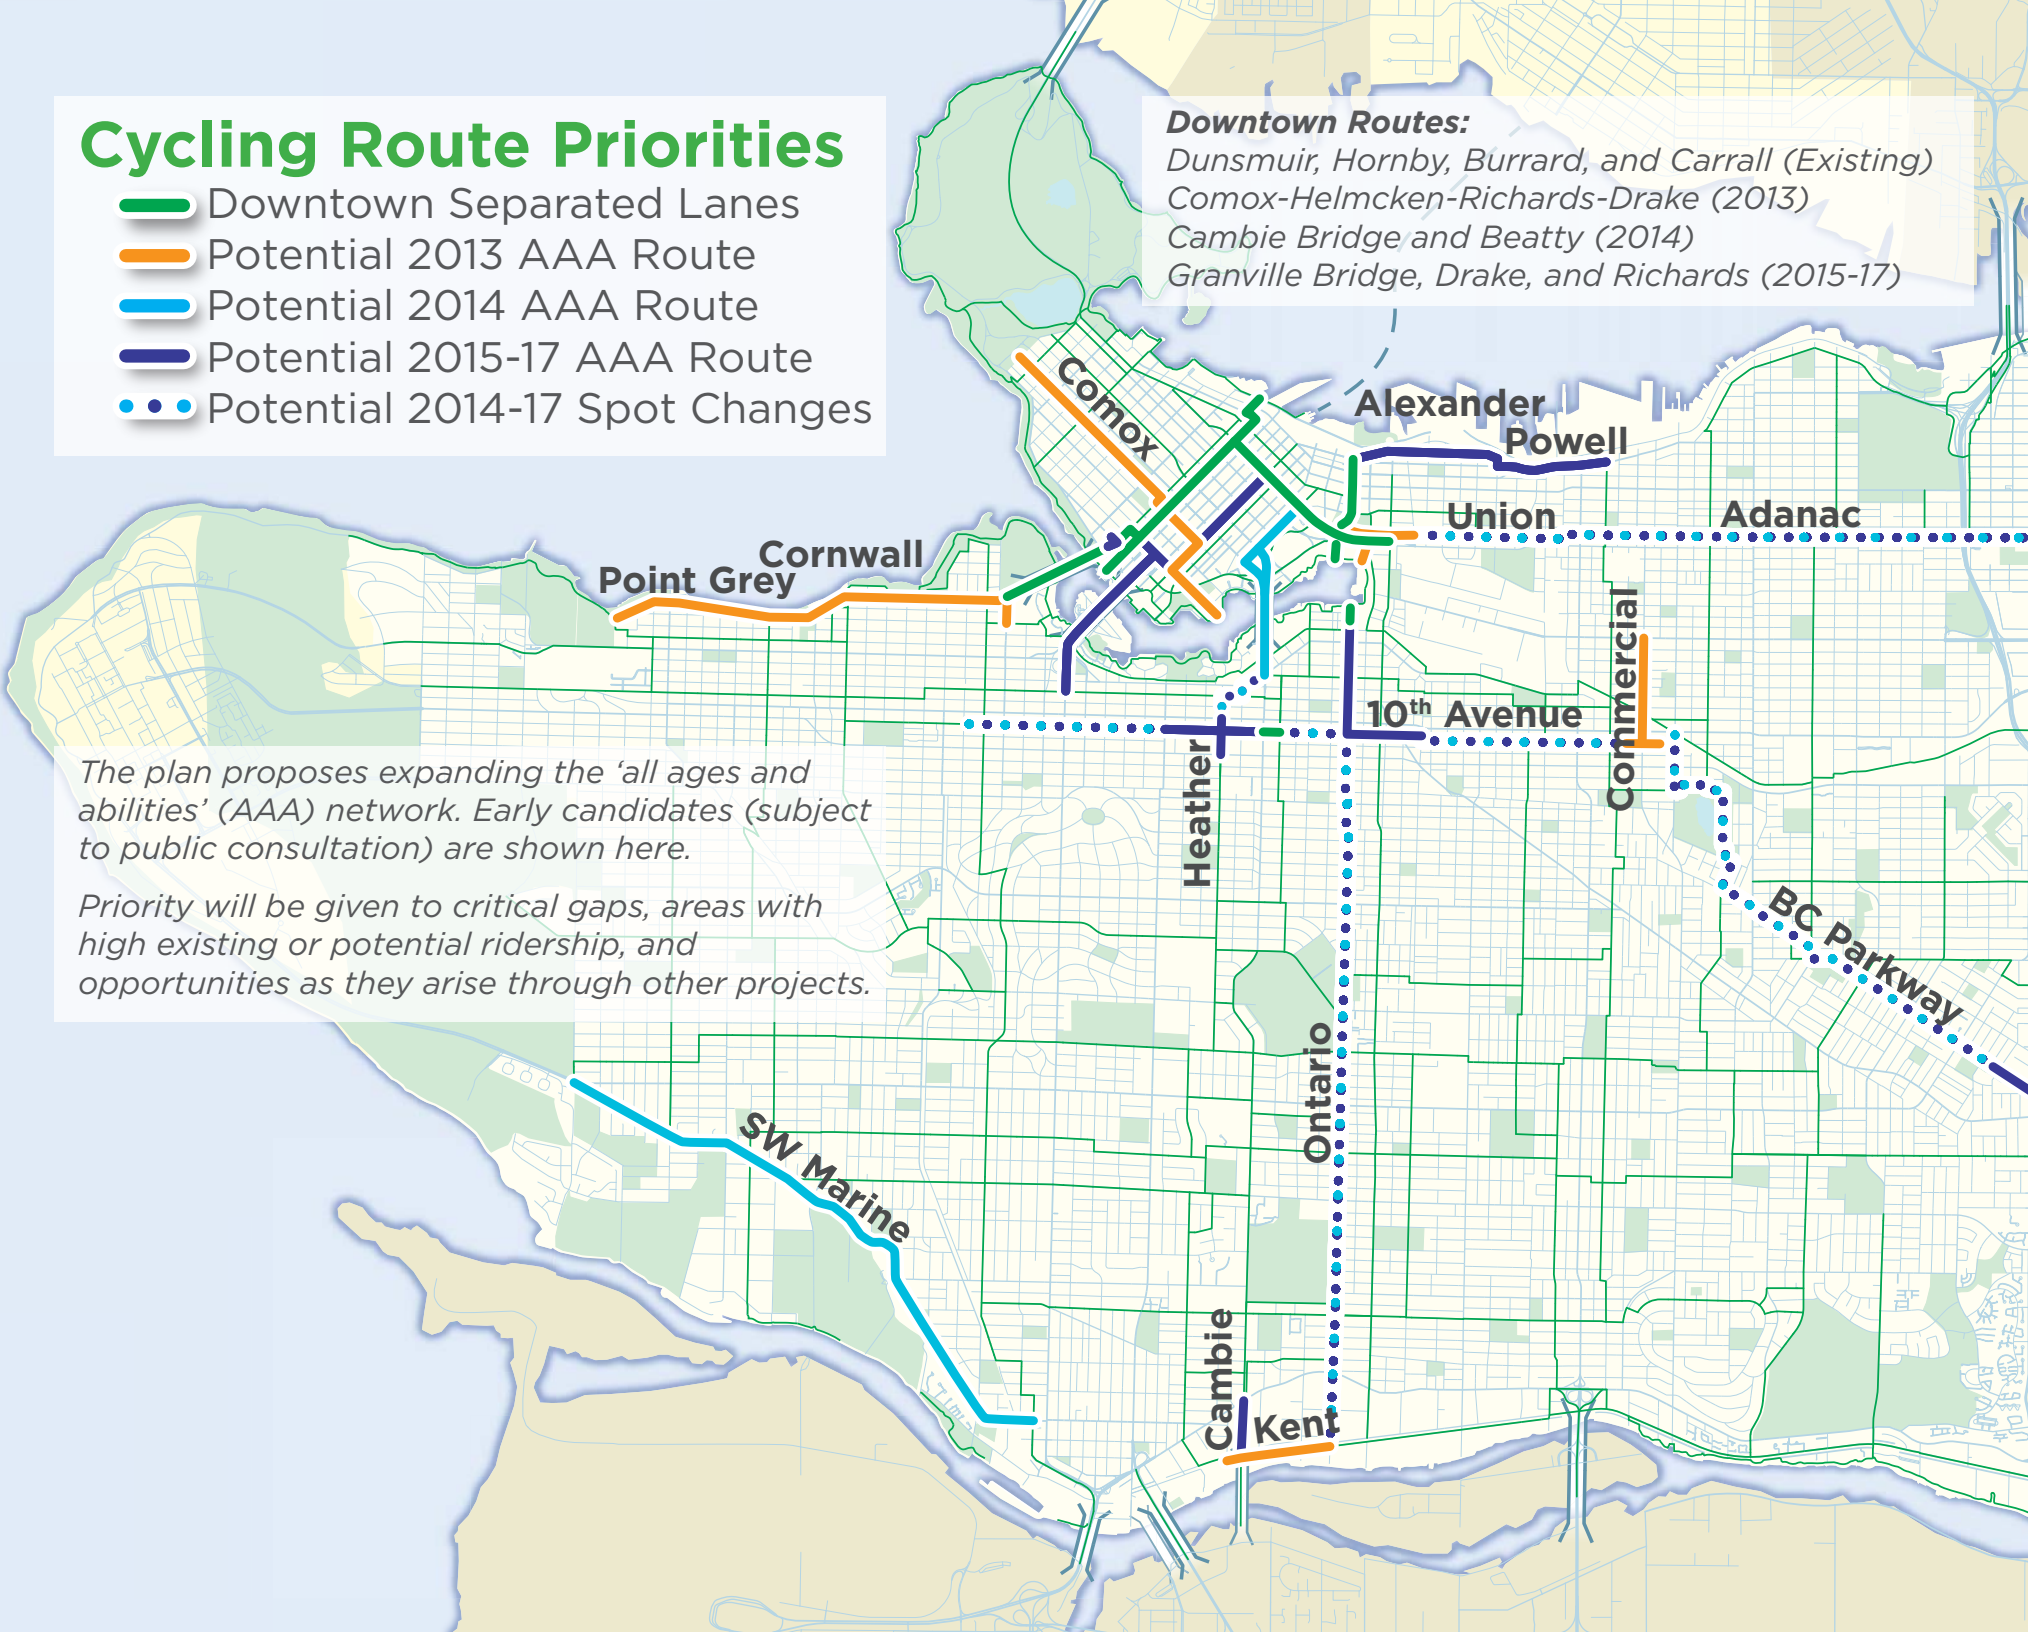 Cycling Route Priorities
Downtown Separated Lanes
Potential 2013 AAA Route
Potential 2014 AAA Route
Potential 2015-17 AAA Route
Potential 2014-17 Spot Changes
Downtown Routes:
Dunsmuir, Hornby, Burrard, and Carrall (Existing)
Comox-Helmcken-Richards-Drake (2013)
Cambie Bridge and Beatty (2014)
Granville Bridge, Drake, and Richards (2015-17)
Comox
Alexander
Powell
Union
Adanac
Cornwall
Point Grey
Commercial
10th Avenue
Heather
The plan proposes expanding the ‘all ages and
abilities’ (AAA) network. Early candidates (subject
to public consultation) are shown here.
Priority will be given to critical gaps, areas with
high existing or potential ridership, and
opportunities as they arise through other projects.
BC Parkway
Ontario
SW Marine
Cambie
Kent